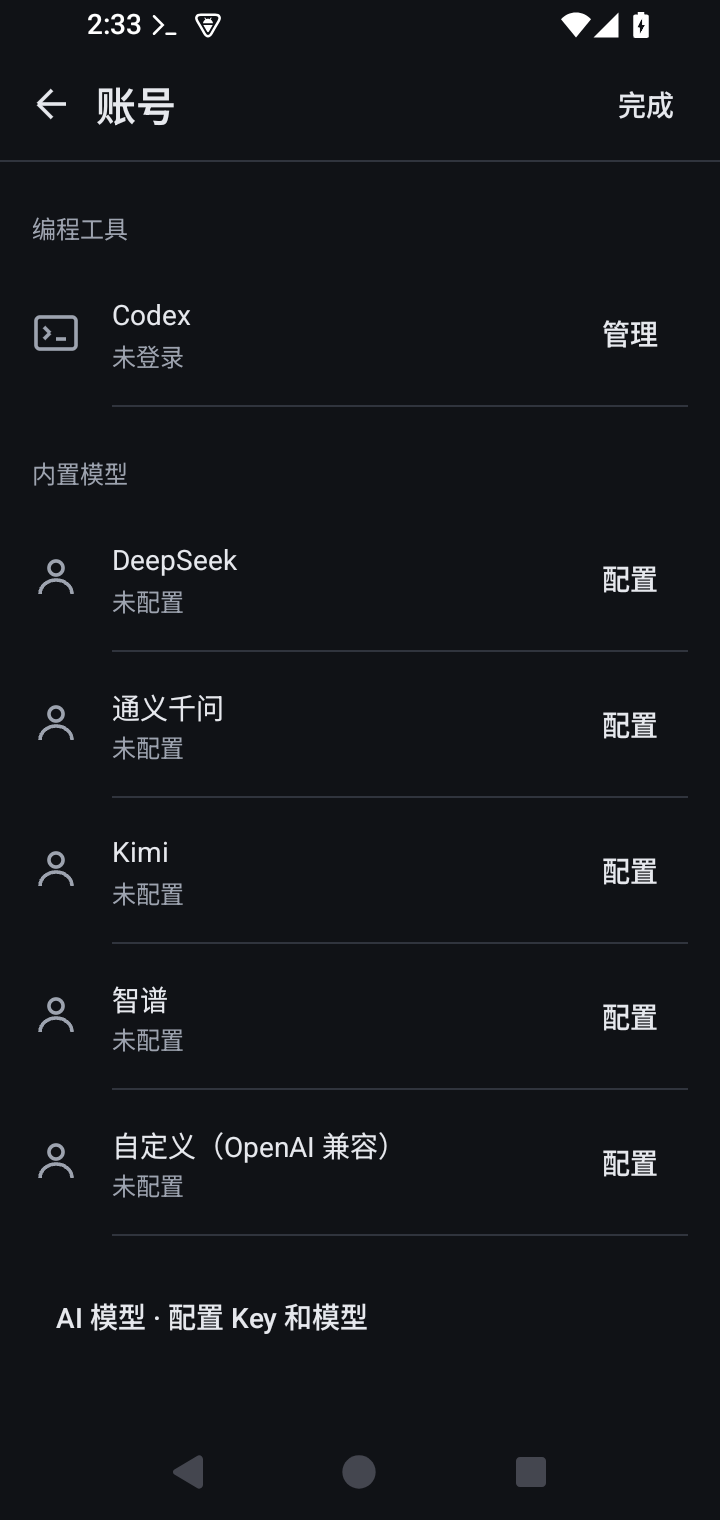 2:33
账号
完成
编程工具
Codex
未登录
管理
内置模型
DeepSeek
未配置
配置
通义千问
未配置
配置
Kimi
未配置
配置
智谱
未配置
配置
自定义（OpenAI 兼容）
未配置
配置
AI 模型 · 配置 Key 和模型